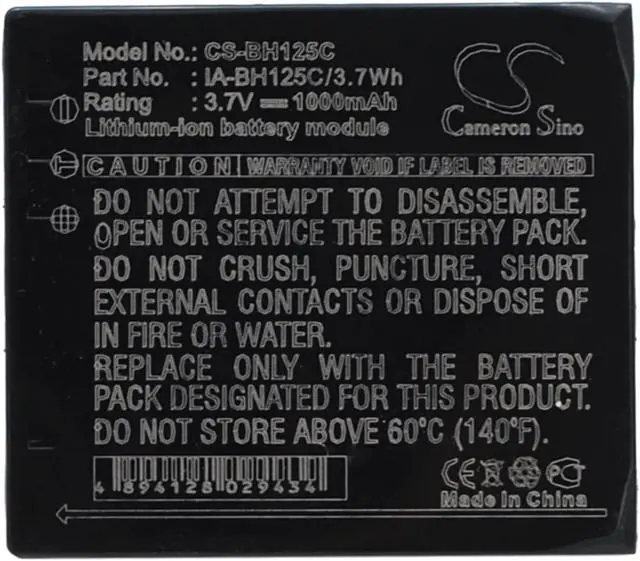 Model No.: CS-BH125C
Part No. : IA-BH125C/3.7Wh
Rating : 3.7V 1000mAh
Lithium-ion battery module
CS
Cameron Sino
CAUTION WARRANTY VOID IF LABEL IS REMOVED
DO NOT ATTEMPT TO DISASSEMBLE,
OPEN OR SERVICE THE BATTERY PACK.
DO NOT CRUSH, PUNCTURE, SHORT
EXTERNAL CONTACTS OR DISPOSE OF
IN FIRE OR WATER.
REPLACE ONLY WITH THE BATTERY
PACK DESIGNATED FOR THIS PRODUCT.
DO NOT STORE ABOVE 60°C (140°F).
4 894128 029434
CE
Made in China